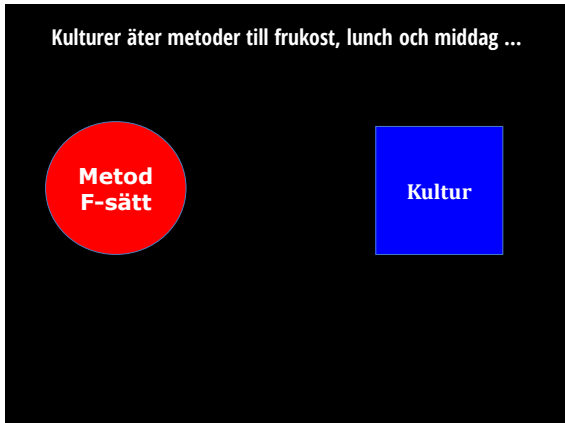 Kulturer äter metoder till frukost, lunch och middag ...
Metod
F-sätt
Kultur